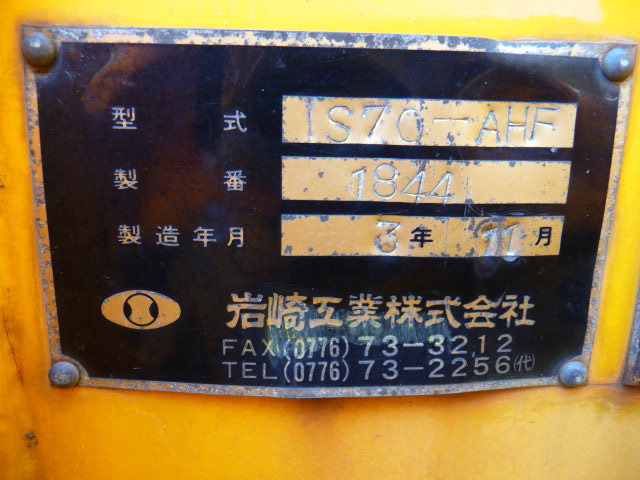 型式 IS70-AHF
製番 1844
製造年月 3年 11月
岩崎工業株式会社
FAX(0776)73-3212
TEL(0776)73-2256(代)